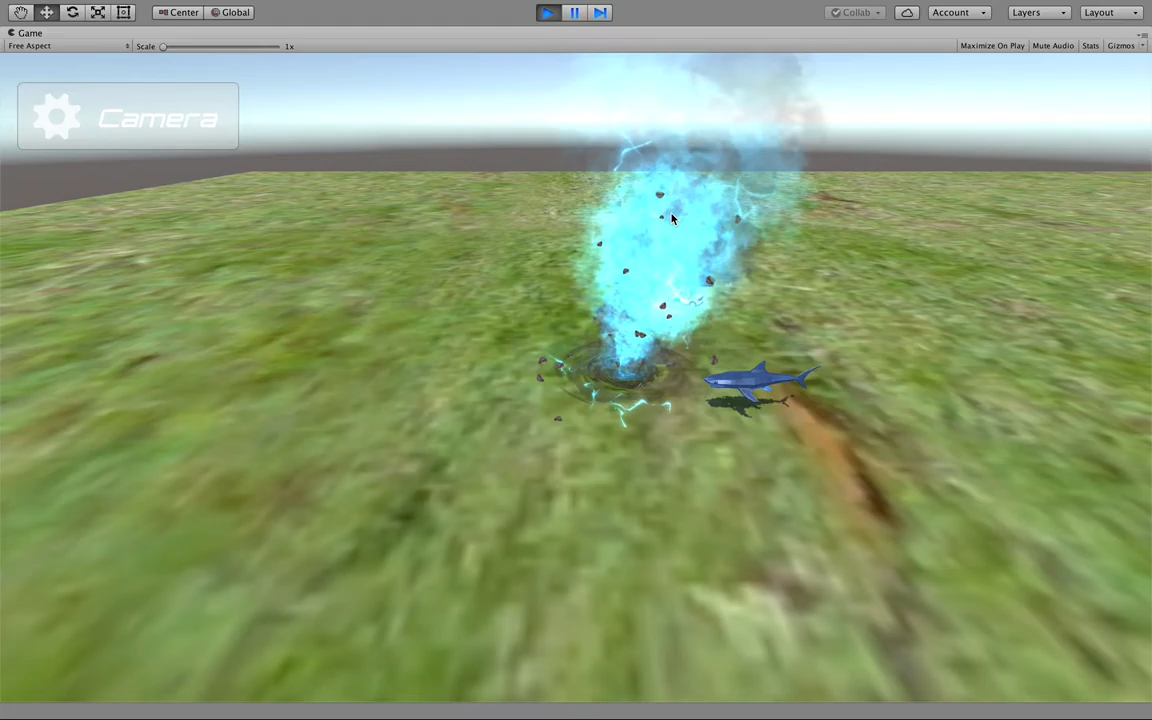 Center Global Collab Account Layers Layout
Game
Free Aspect Scale 1x Maximize On Play Mute Audio Stats Gizmos
Camera